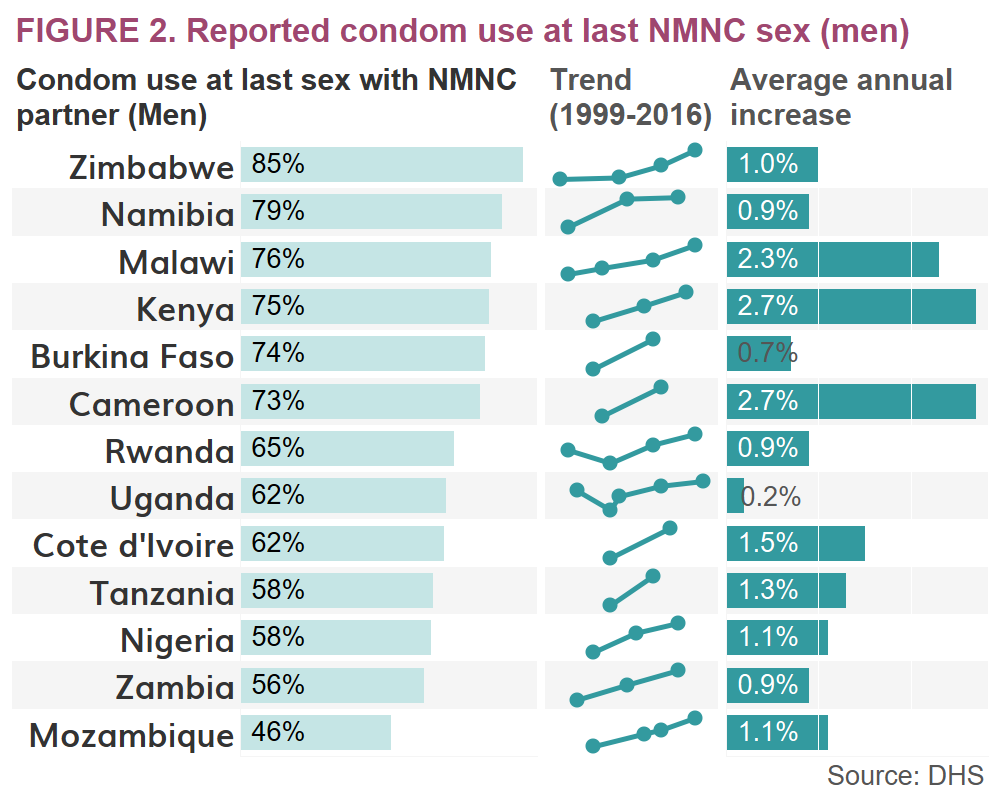 FIGURE 2. Reported condom use at last NMNC sex (men)
Condom use at last sex with NMNC
partner (Men)
Trend
(1999-2016)
Average annual
increase
Zimbabwe 85% 1.0%
Namibia 79% 0.9%
Malawi 76% 2.3%
Kenya 75% 2.7%
Burkina Faso 74% 0.7%
Cameroon 73% 2.7%
Rwanda 65% 0.9%
Uganda 62% 0.2%
Cote d'Ivoire 62% 1.5%
Tanzania 58% 1.3%
Nigeria 58% 1.1%
Zambia 56% 0.9%
Mozambique 46% 1.1%
Source: DHS